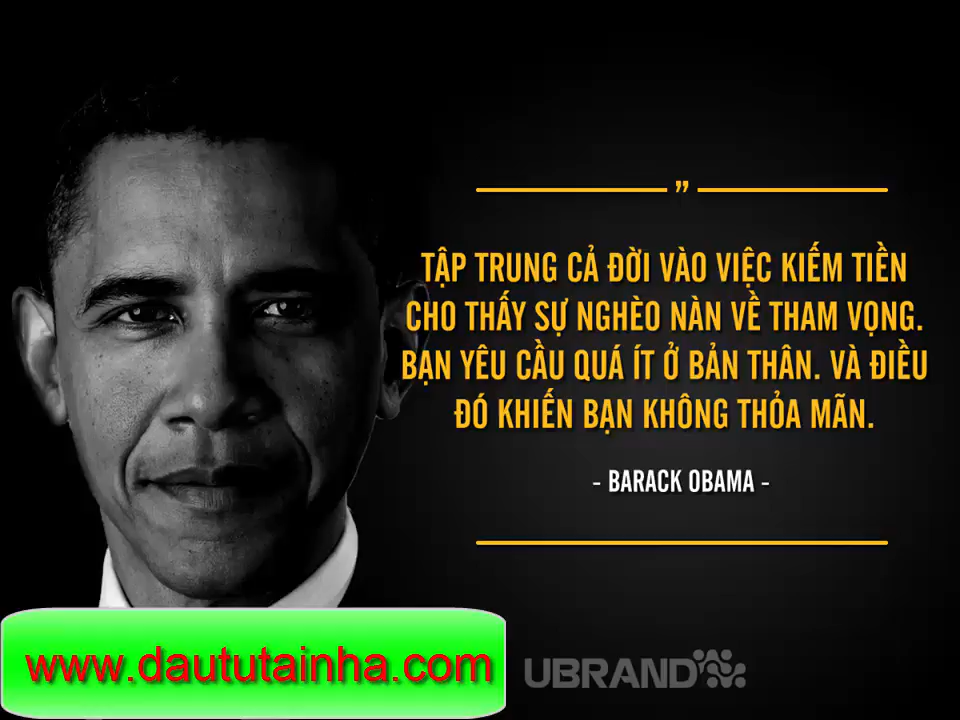 ”
TẬP TRUNG CẢ ĐỜI VÀO VIỆC KIẾM TIỀN
CHO THẤY SỰ NGHÈO NÀN VỀ THAM VỌNG.
BẠN YÊU CẦU QUÁ ÍT Ở BẢN THÂN. VÀ ĐIỀU
ĐÓ KHIẾN BẠN KHÔNG THỎA MÃN.
- BARACK OBAMA -
www.daututainha.com
UBRAND